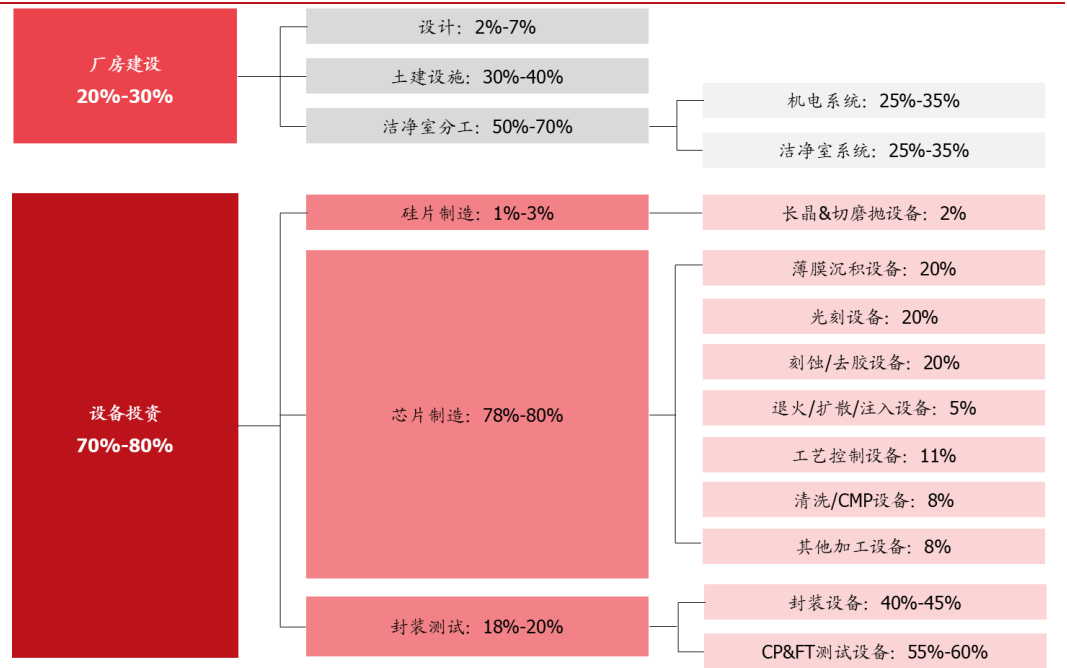 厂房建设
20%-30%
设计：2%-7%
土建设施：30%-40%
洁净室分工：50%-70%
机电系统：25%-35%
洁净室系统：25%-35%
设备投资
70%-80%
硅片制造：1%-3%
长晶&切磨抛设备：2%
芯片制造：78%-80%
薄膜沉积设备：20%
光刻设备：20%
刻蚀/去胶设备：20%
退火/扩散/注入设备：5%
工艺控制设备：11%
清洗/CMP设备：8%
其他加工设备：8%
封装测试：18%-20%
封装设备：40%-45%
CP&FT测试设备：55%-60%